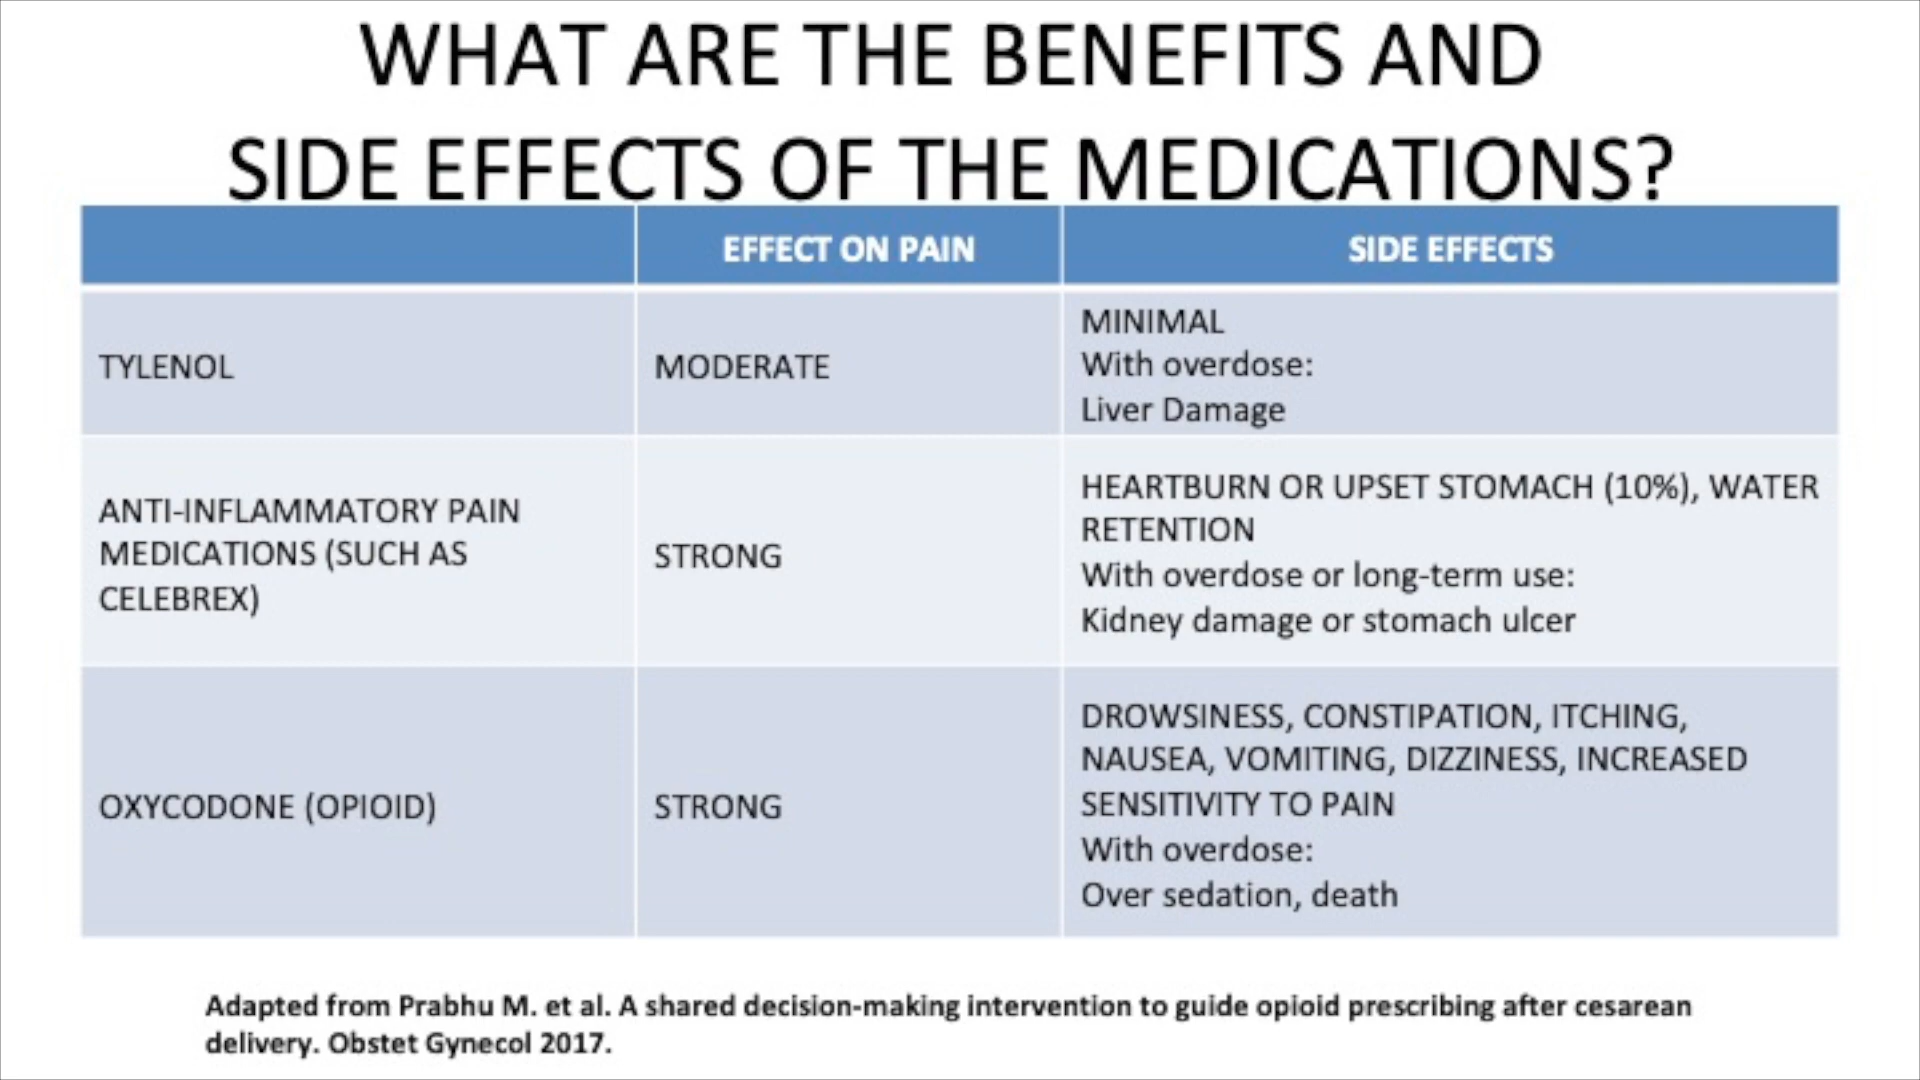 WHAT ARE THE BENEFITS AND
SIDE EFFECTS OF THE MEDICATIONS?
EFFECT ON PAIN
SIDE EFFECTS
TYLENOL
MODERATE
MINIMAL
With overdose:
Liver Damage
ANTI-INFLAMMATORY PAIN
MEDICATIONS (SUCH AS
CELEBREX)
STRONG
HEARTBURN OR UPSET STOMACH (10%), WATER
RETENTION
With overdose or long-term use:
Kidney damage or stomach ulcer
OXYCODONE (OPIOID)
STRONG
DROWSINESS, CONSTIPATION, ITCHING,
NAUSEA, VOMITING, DIZZINESS, INCREASED
SENSITIVITY TO PAIN
With overdose:
Over sedation, death
Adapted from Prabhu M. et al. A shared decision-making intervention to guide opioid prescribing after cesarean
delivery. Obstet Gynecol 2017.